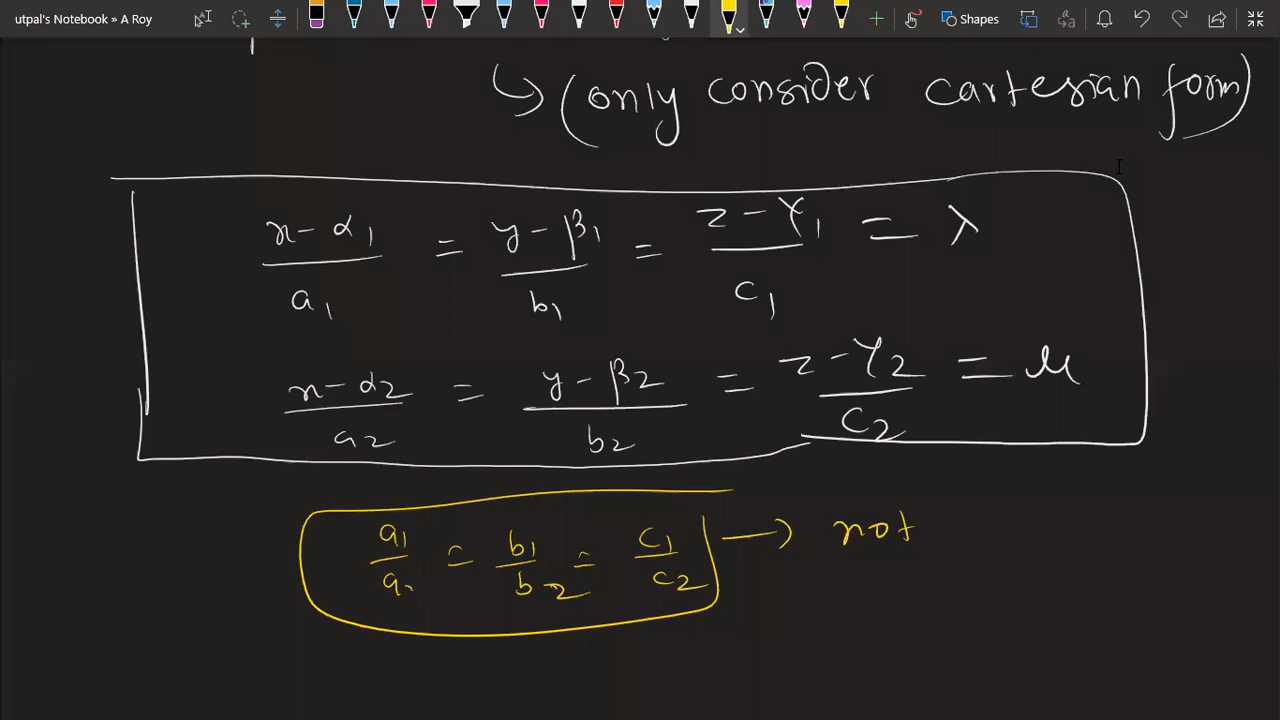 utpal's Notebook » A Roy
Shapes
↳ (only consider cartesian form)
x-α₁/a₁ = y-β₁/b₁ = z-γ₁/c₁ = λ
x-α₂/a₂ = y-β₂/b₂ = z-γ₂/c₂ = μ
a₁/a₂ = b₁/b₂ = c₁/c₂ → not